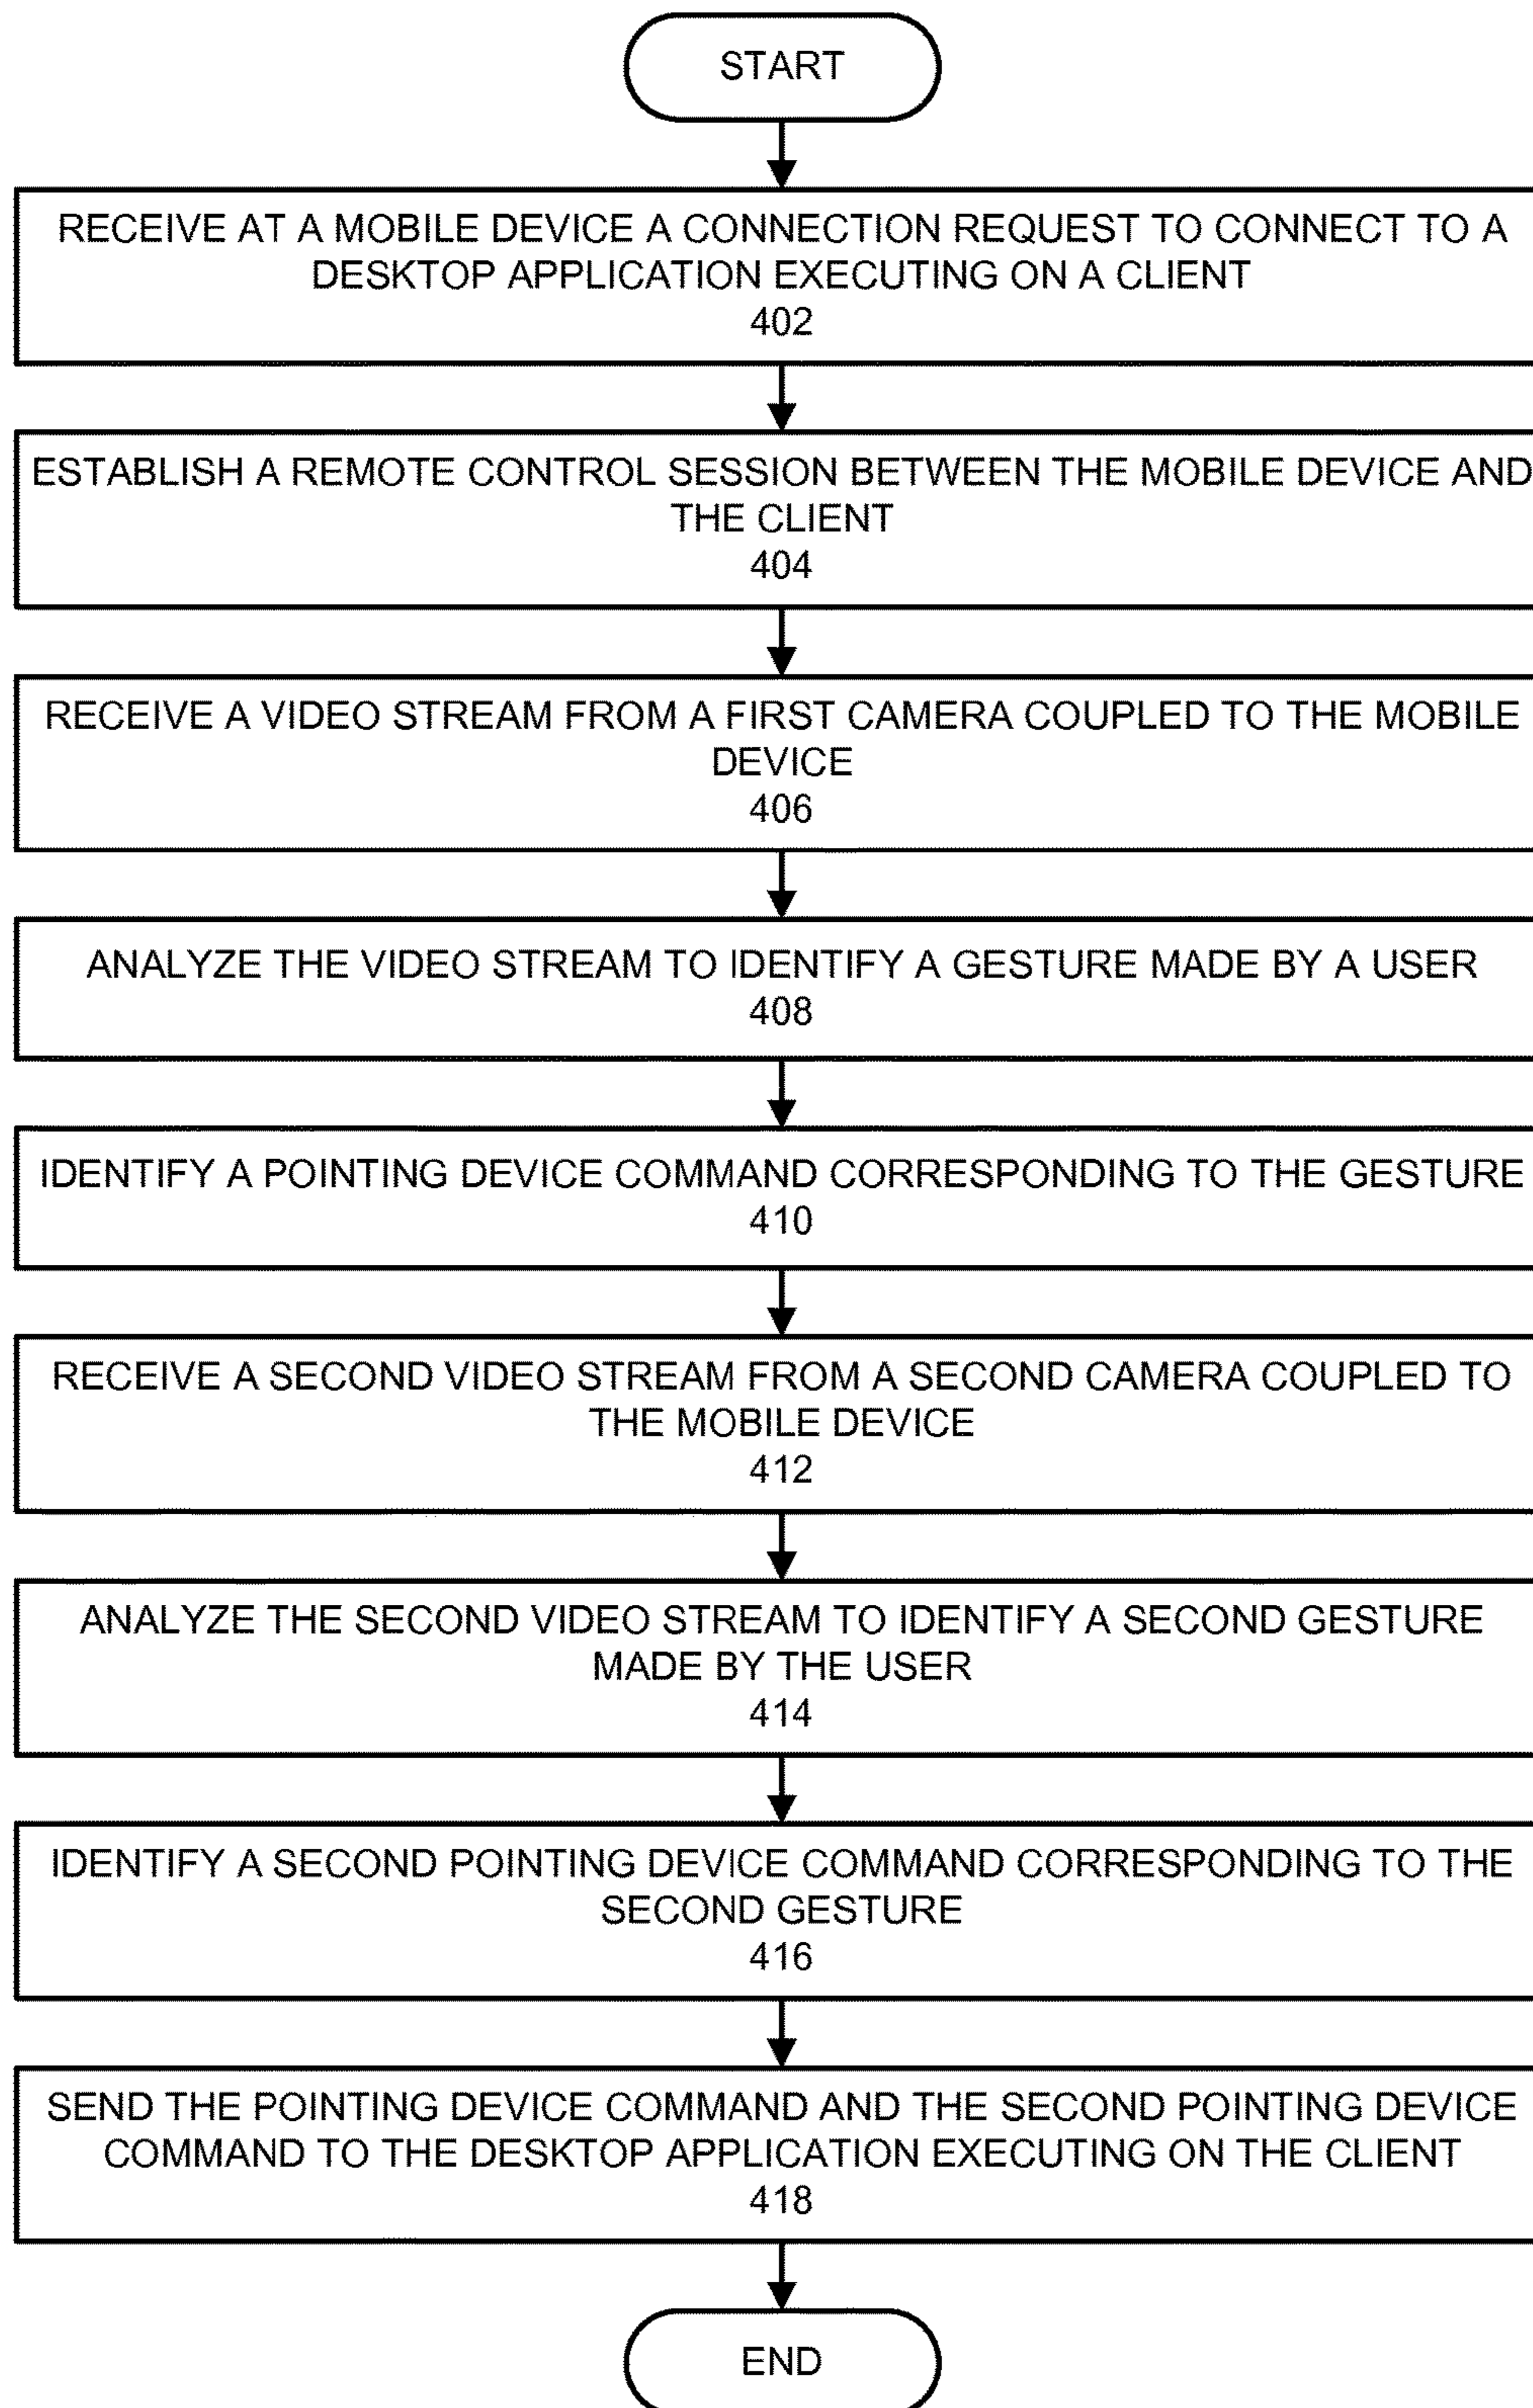 START
RECEIVE AT A MOBILE DEVICE A CONNECTION REQUEST TO CONNECT TO A
DESKTOP APPLICATION EXECUTING ON A CLIENT
402
ESTABLISH A REMOTE CONTROL SESSION BETWEEN THE MOBILE DEVICE AND
THE CLIENT
404
RECEIVE A VIDEO STREAM FROM A FIRST CAMERA COUPLED TO THE MOBILE
DEVICE
406
ANALYZE THE VIDEO STREAM TO IDENTIFY A GESTURE MADE BY A USER
408
IDENTIFY A POINTING DEVICE COMMAND CORRESPONDING TO THE GESTURE
410
RECEIVE A SECOND VIDEO STREAM FROM A SECOND CAMERA COUPLED TO
THE MOBILE DEVICE
412
ANALYZE THE SECOND VIDEO STREAM TO IDENTIFY A SECOND GESTURE
MADE BY THE USER
414
IDENTIFY A SECOND POINTING DEVICE COMMAND CORRESPONDING TO THE
SECOND GESTURE
416
SEND THE POINTING DEVICE COMMAND AND THE SECOND POINTING DEVICE
COMMAND TO THE DESKTOP APPLICATION EXECUTING ON THE CLIENT
418
END